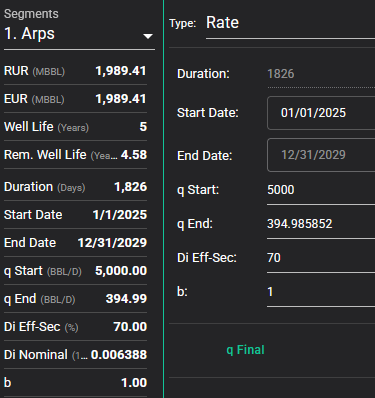 Segments
1. Arps
RUR (MBBL) 1,989.41
EUR (MBBL) 1,989.41
Well Life (Years) 5
Rem. Well Life (Yea... 4.58
Duration (Days) 1,826
Start Date 1/1/2025
End Date 12/31/2029
q Start (BBL/D) 5,000.00
q End (BBL/D) 394.99
Di Eff-Sec (%) 70.00
Di Nominal (1... 0.006388
b 1.00
Type: Rate
Duration: 1826
Start Date: 01/01/2025
End Date: 12/31/2029
q Start: 5000
q End: 394.985852
Di Eff-Sec: 70
b: 1
q Final